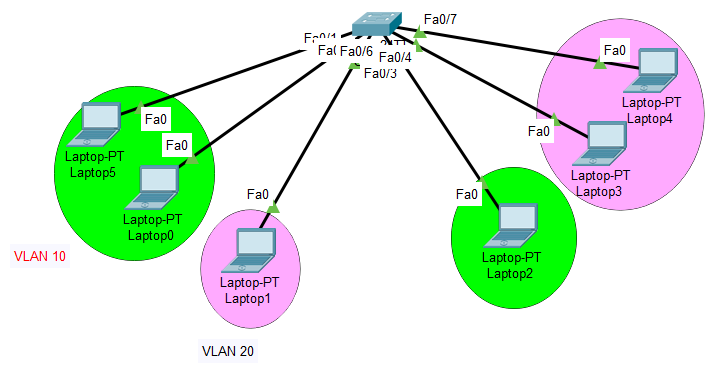 Fa0/7
Fa0/1
Fa0/6
Fa0/4
Fa0/3
Fa0
Laptop-PT
Laptop4
Fa0
Laptop-PT
Laptop5
Fa0
Laptop-PT
Laptop0
Fa0
Laptop-PT
Laptop3
Fa0
Laptop-PT
Laptop2
Fa0
Laptop-PT
Laptop1
VLAN 10
VLAN 20